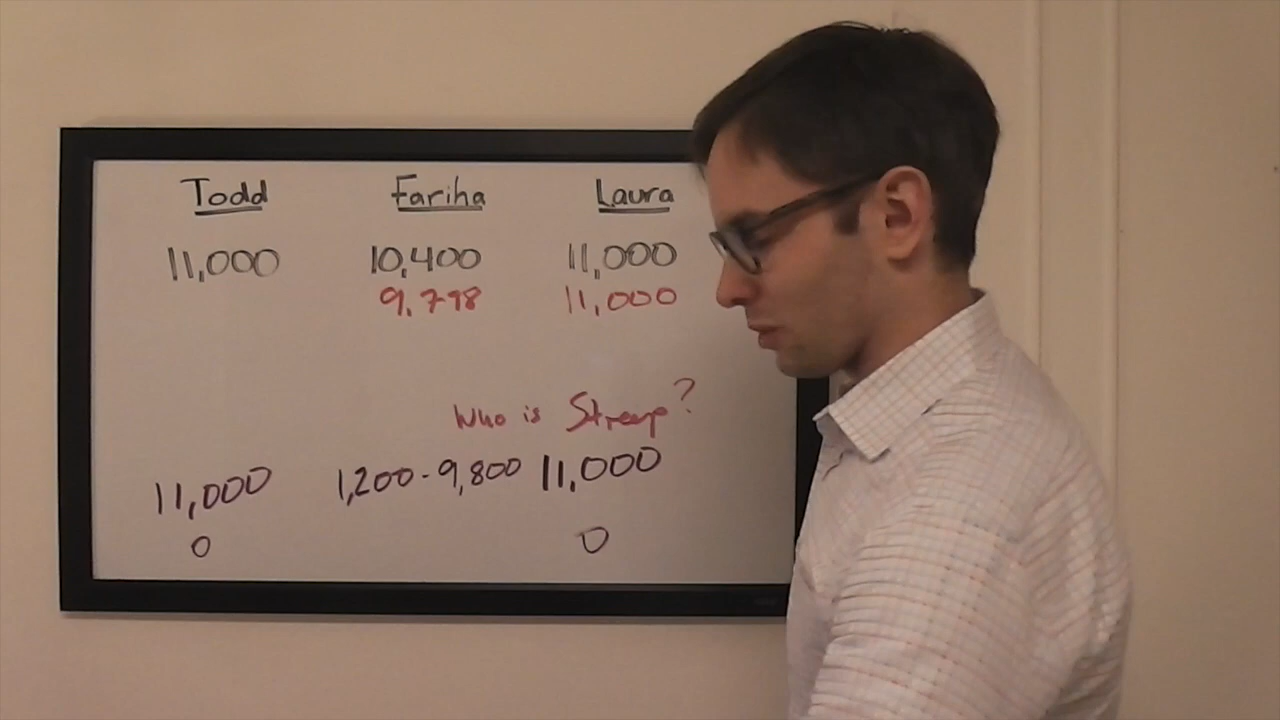 Todd Fariha Laura
11,000 10,400 11,000
9,798 11,000
Who is Streep?
11,000 1,200-9,800 11,000
0 0